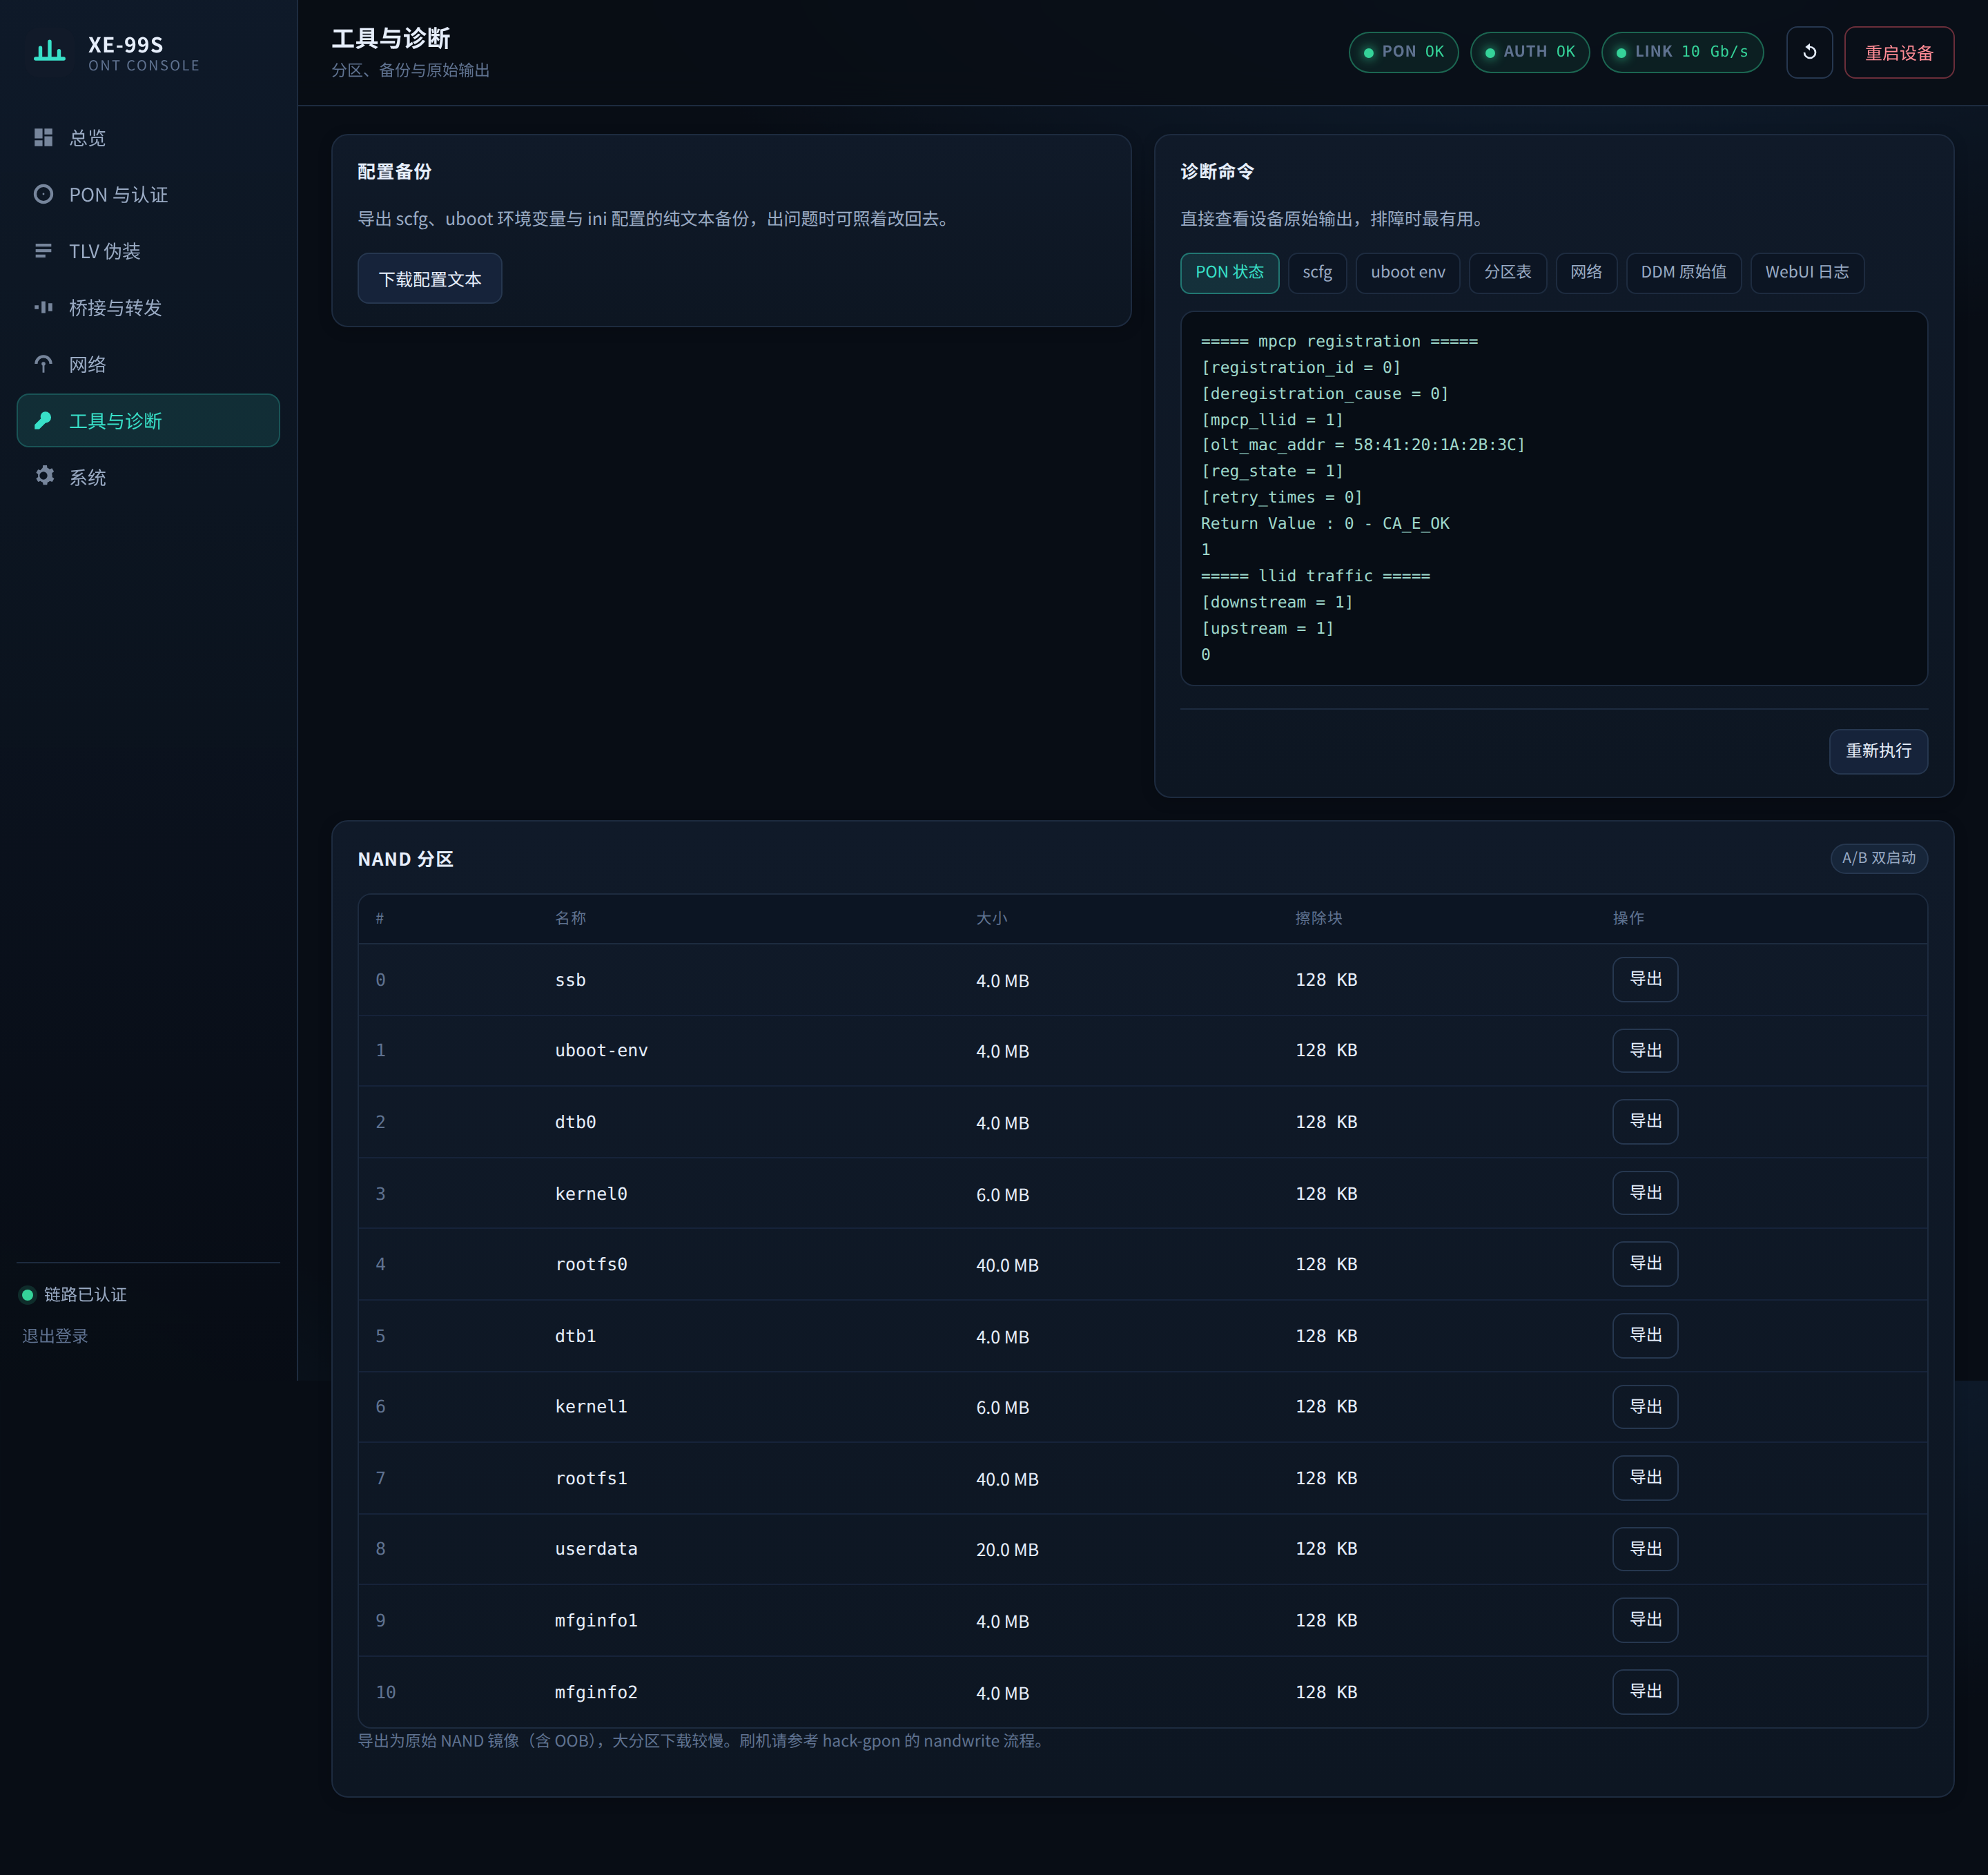 XE-99S
ONT CONSOLE
总览
PON 与认证
TLV 伪装
桥接与转发
网络
工具与诊断
系统
链路已认证
退出登录
工具与诊断
分区、备份与原始输出
PON OK
AUTH OK
LINK 10 Gb/s
重启设备
配置备份
导出 scfg、uboot 环境变量与 ini 配置的纯文本备份，出问题时可照着改回去。
下载配置文本
诊断命令
直接查看设备原始输出，排障时最有用。
PON 状态 scfg uboot env 分区表 网络 DDM 原始值 WebUI 日志
===== mpcp registration =====
[registration_id = 0]
[deregistration_cause = 0]
[mpcp_llid = 1]
[olt_mac_addr = 58:41:20:1A:2B:3C]
[reg_state = 1]
[retry_times = 0]
Return Value : 0 - CA_E_OK
1
===== llid traffic =====
[downstream = 1]
[upstream = 1]
0
重新执行
NAND 分区
A/B 双启动
# 名称 大小 擦除块 操作
0 ssb 4.0 MB 128 KB 导出
1 uboot-env 4.0 MB 128 KB 导出
2 dtb0 4.0 MB 128 KB 导出
3 kernel0 6.0 MB 128 KB 导出
4 rootfs0 40.0 MB 128 KB 导出
5 dtb1 4.0 MB 128 KB 导出
6 kernel1 6.0 MB 128 KB 导出
7 rootfs1 40.0 MB 128 KB 导出
8 userdata 20.0 MB 128 KB 导出
9 mfginfo1 4.0 MB 128 KB 导出
10 mfginfo2 4.0 MB 128 KB 导出
导出为原始 NAND 镜像（含 OOB），大分区下载较慢。刷机请参考 hack-gpon 的 nandwrite 流程。